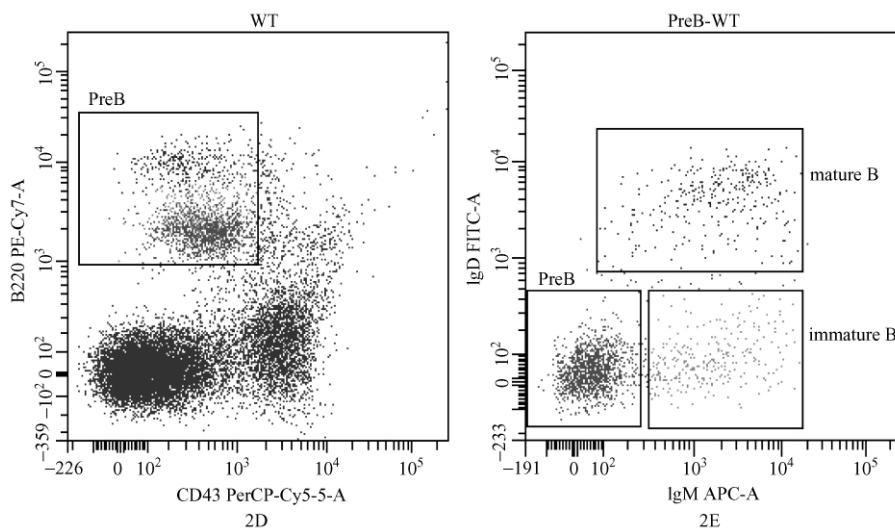 WT
10^5
PreB
10^4
10^3
10^2
0
−10^2
−359
B220 PE-Cy7-A
−226
0
10^2
10^3
10^4
10^5
CD43 PerCP-Cy5-5-A
2D
PreB-WT
10^5
10^4
mature B
10^3
PreB
immature B
10^2
0
−233
IgD FITC-A
−191
0
10^2
10^3
10^4
10^5
IgM APC-A
2E